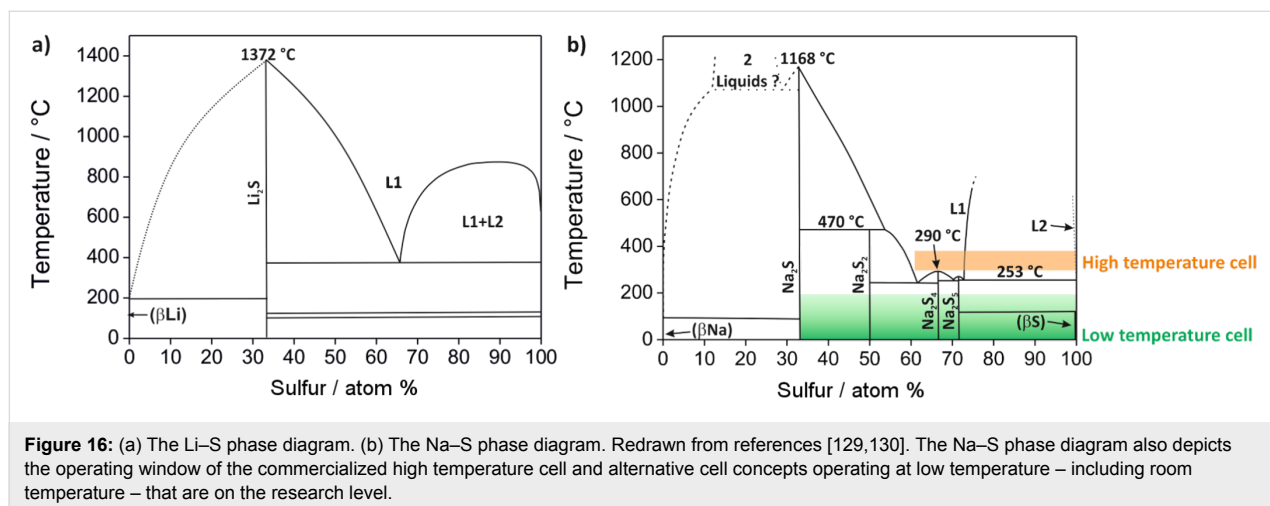 a)
1372 °C
1400
1200
1000
800
600
400
200
0
Temperature / °C
Li₂S
L1
L1+L2
(βLi)
0 10 20 30 40 50 60 70 80 90 100
Sulfur / atom %
b)
2
Liquids ?
1168 °C
1200
1000
800
600
400
200
0
Temperature / °C
L1
L2
470 °C
290 °C
253 °C
Na₂S
Na₂S₂
Na₂S₄
Na₂S₅
(βNa)
(βS)
High temperature cell
Low temperature cell
0 10 20 30 40 50 60 70 80 90 100
Sulfur / atom %
Figure 16: (a) The Li–S phase diagram. (b) The Na–S phase diagram. Redrawn from references [129,130]. The Na–S phase diagram also depicts
the operating window of the commercialized high temperature cell and alternative cell concepts operating at low temperature – including room
temperature – that are on the research level.